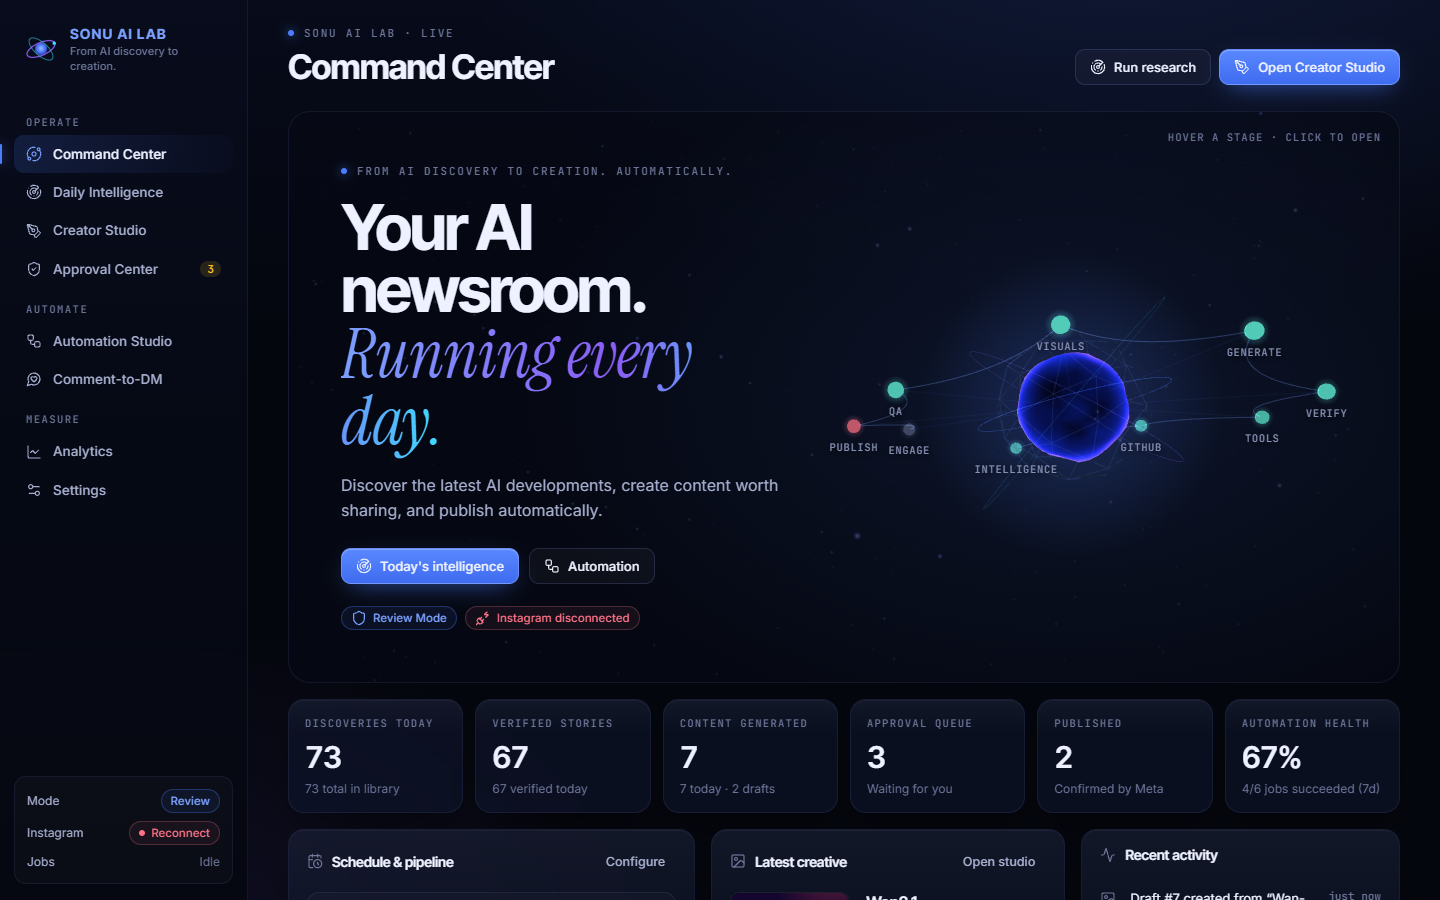 SONU AI LAB
From AI discovery to
creation.
OPERATE
Command Center
Daily Intelligence
Creator Studio
Approval Center
3
AUTOMATE
Automation Studio
Comment-to-DM
MEASURE
Analytics
Settings
Mode
Review
Instagram
Reconnect
Jobs
Idle
SONU AI LAB · LIVE
Command Center
Run research
Open Creator Studio
HOVER A STAGE · CLICK TO OPEN
FROM AI DISCOVERY TO CREATION. AUTOMATICALLY.
Your AI
newsroom.
Running every
day.
Discover the latest AI developments, create content worth
sharing, and publish automatically.
Today's intelligence
Automation
Review Mode
Instagram disconnected
VISUALS
GENERATE
QA
VERIFY
PUBLISH
ENGAGE
INTELLIGENCE
GITHUB
TOOLS
DISCOVERIES TODAY
73
73 total in library
VERIFIED STORIES
67
67 verified today
CONTENT GENERATED
7
7 today · 2 drafts
APPROVAL QUEUE
3
Waiting for you
PUBLISHED
2
Confirmed by Meta
AUTOMATION HEALTH
67%
4/6 jobs succeeded (7d)
Schedule & pipeline
Configure
Latest creative
Open studio
Wan2.1
Recent activity
Draft #7 created from “Wan-
just now